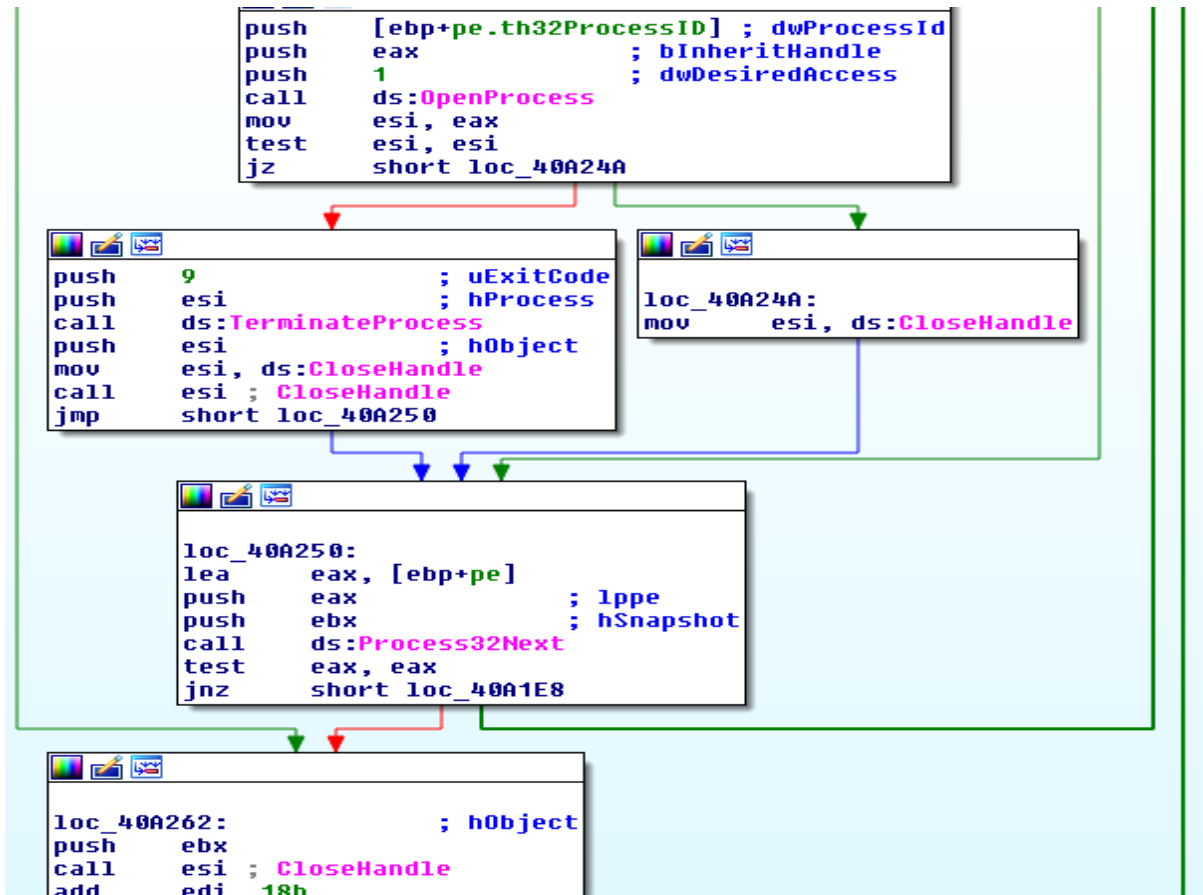 push [ebp+pe.th32ProcessID] ; dwProcessId
push eax ; bInheritHandle
push 1 ; dwDesiredAccess
call ds:OpenProcess
mov esi, eax
test esi, esi
jz short loc_40A24A
push 9 ; uExitCode
push esi ; hProcess
call ds:TerminateProcess
push esi ; hObject
mov esi, ds:CloseHandle
call esi ; CloseHandle
jmp short loc_40A250
loc_40A24A:
mov esi, ds:CloseHandle
loc_40A250:
lea eax, [ebp+pe]
push eax ; lppe
push ebx ; hSnapshot
call ds:Process32Next
test eax, eax
jnz short loc_40A1E8
loc_40A262: ; hObject
push ebx
call esi ; CloseHandle
add edi, 18h